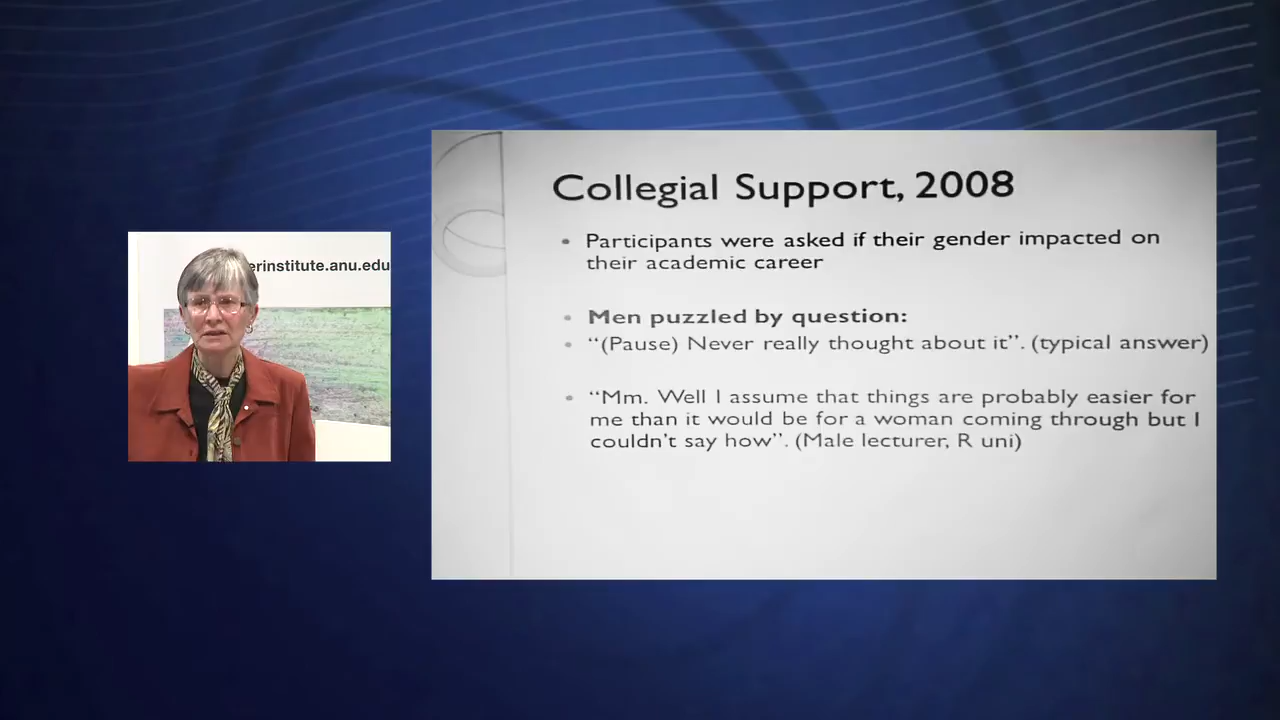 erinstitute.anu.edu
Collegial Support, 2008
• Participants were asked if their gender impacted on
their academic career
• Men puzzled by question:
• “(Pause) Never really thought about it”. (typical answer)
• “Mm. Well I assume that things are probably easier for
me than it would be for a woman coming through but I
couldn't say how”. (Male lecturer, R uni)